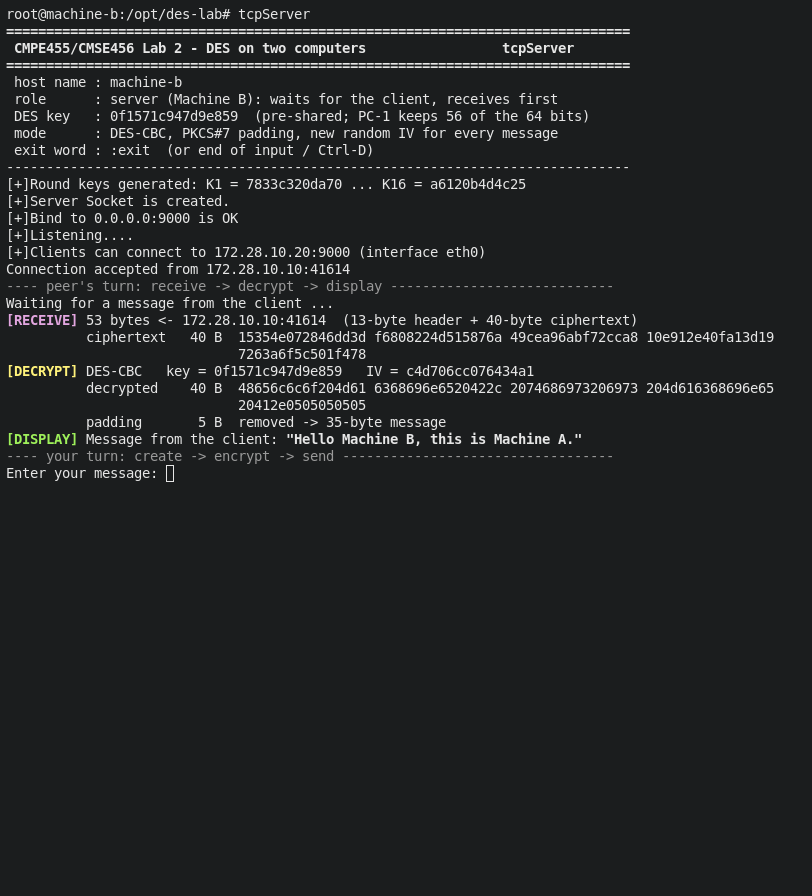 root@machine-b:/opt/des-lab# tcpServer
==============================================================================
 CMPE455/CMSE456 Lab 2 - DES on two computers                 tcpServer
==============================================================================
 host name : machine-b
 role      : server (Machine B): waits for the client, receives first
 DES key   : 0f1571c947d9e859  (pre-shared; PC-1 keeps 56 of the 64 bits)
 mode      : DES-CBC, PKCS#7 padding, new random IV for every message
 exit word : :exit  (or end of input / Ctrl-D)
------------------------------------------------------------------------------
[+]Round keys generated: K1 = 7833c320da70 ... K16 = a6120b4d4c25
[+]Server Socket is created.
[+]Bind to 0.0.0.0:9000 is OK
[+]Listening....
[+]Clients can connect to 172.28.10.20:9000 (interface eth0)
Connection accepted from 172.28.10.10:41614
---- peer's turn: receive -> decrypt -> display ----------------------------
Waiting for a message from the client ...
[RECEIVE] 53 bytes <- 172.28.10.10:41614  (13-byte header + 40-byte ciphertext)
          ciphertext   40 B  15354e072846dd3d f6808224d515876a 49cea96abf72cca8 10e912e40fa13d19
                             7263a6f5c501f478
[DECRYPT] DES-CBC   key = 0f1571c947d9e859   IV = c4d706cc076434a1
          decrypted    40 B  48656c6c6f204d61 6368696e6520422c 2074686973206973 204d616368696e65
                             20412e0505050505
          padding       5 B  removed -> 35-byte message
[DISPLAY] Message from the client: "Hello Machine B, this is Machine A."
---- your turn: create -> encrypt -> send ----------------------------------
Enter your message: